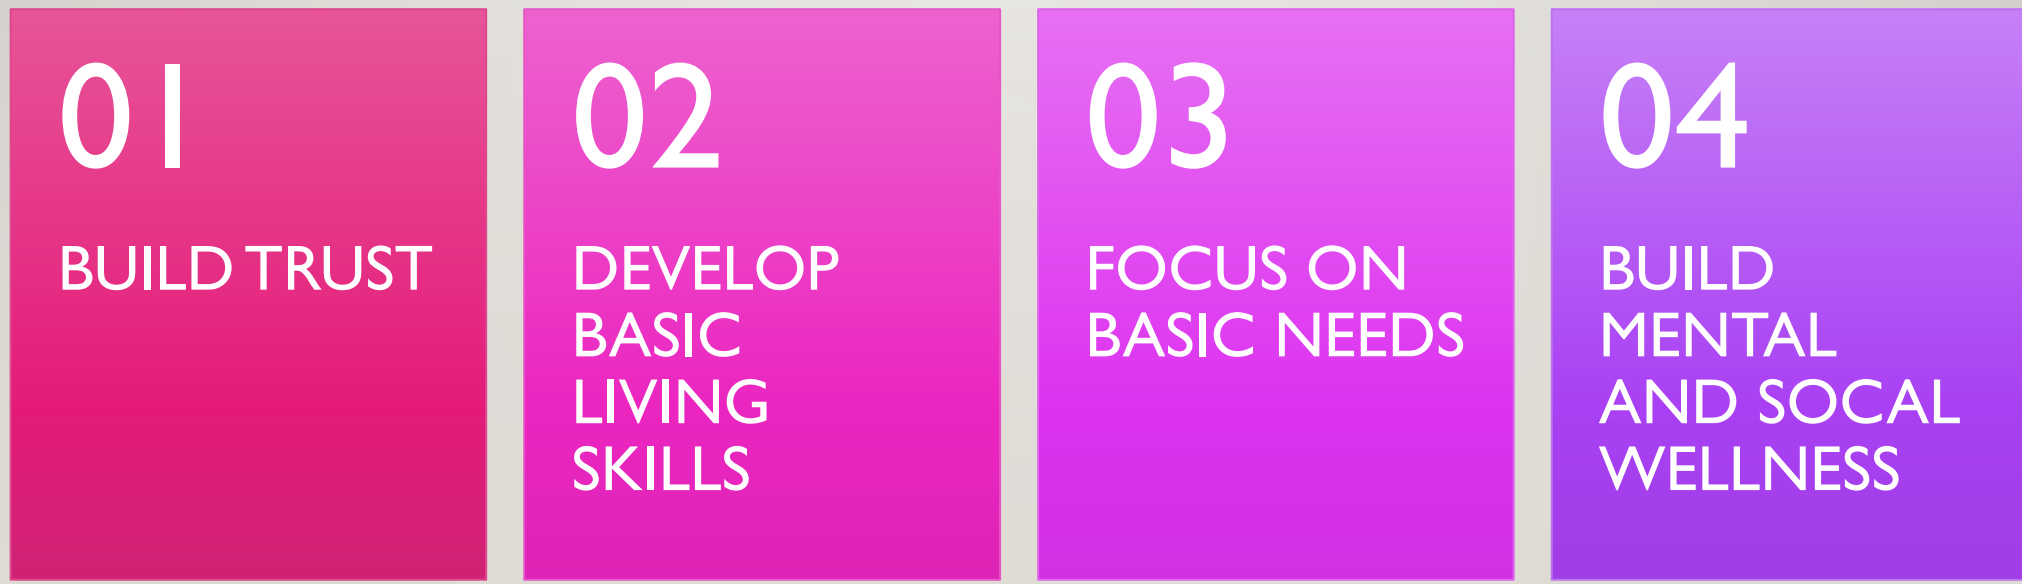 01
BUILD TRUST
02
DEVELOP
BASIC
LIVING
SKILLS
03
FOCUS ON
BASIC NEEDS
04
BUILD
MENTAL
AND SOCAL
WELLNESS